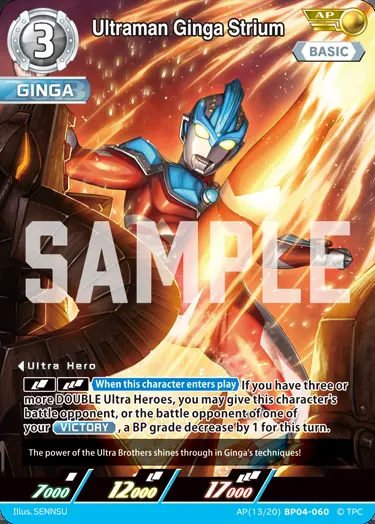 3
Ultraman Ginga Strium
AP
BASIC
GINGA
SAMPLE
Ultra Hero
When this character enters play If you have three or
more DOUBLE Ultra Heroes, you may give this character's
battle opponent, or the battle opponent of one of
your VICTORY , a BP grade decrease by 1 for this turn.
The power of the Ultra Brothers shines through in Ginga's techniques!
7000 12000 17000
Illus.SENNSU AP(13/20) BP04-060 © TPC